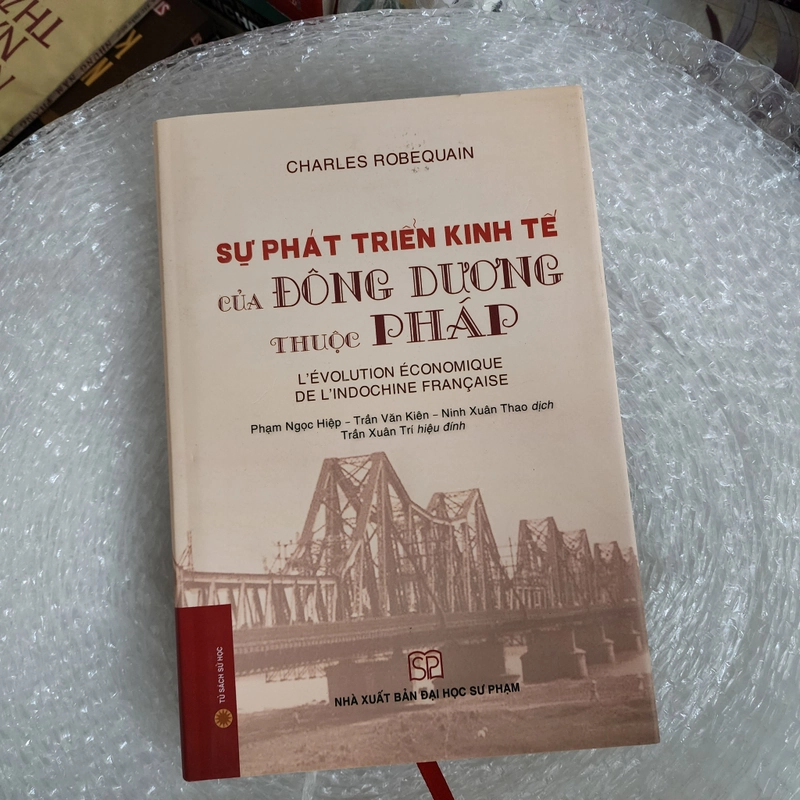 CHARLES ROBEQUAIN
SỰ PHÁT TRIỂN KINH TẾ
CỦA ĐÔNG DƯƠNG
THUỘC PHÁP
L'ÉVOLUTION ÉCONOMIQUE
DE L'INDOCHINE FRANÇAISE
Phạm Ngọc Hiệp – Trần Văn Kiên – Ninh Xuân Thao dịch
Trần Xuân Trí hiệu đính
TỦ SÁCH SỬ HỌC
SP
NHÀ XUẤT BẢN ĐẠI HỌC SƯ PHẠM